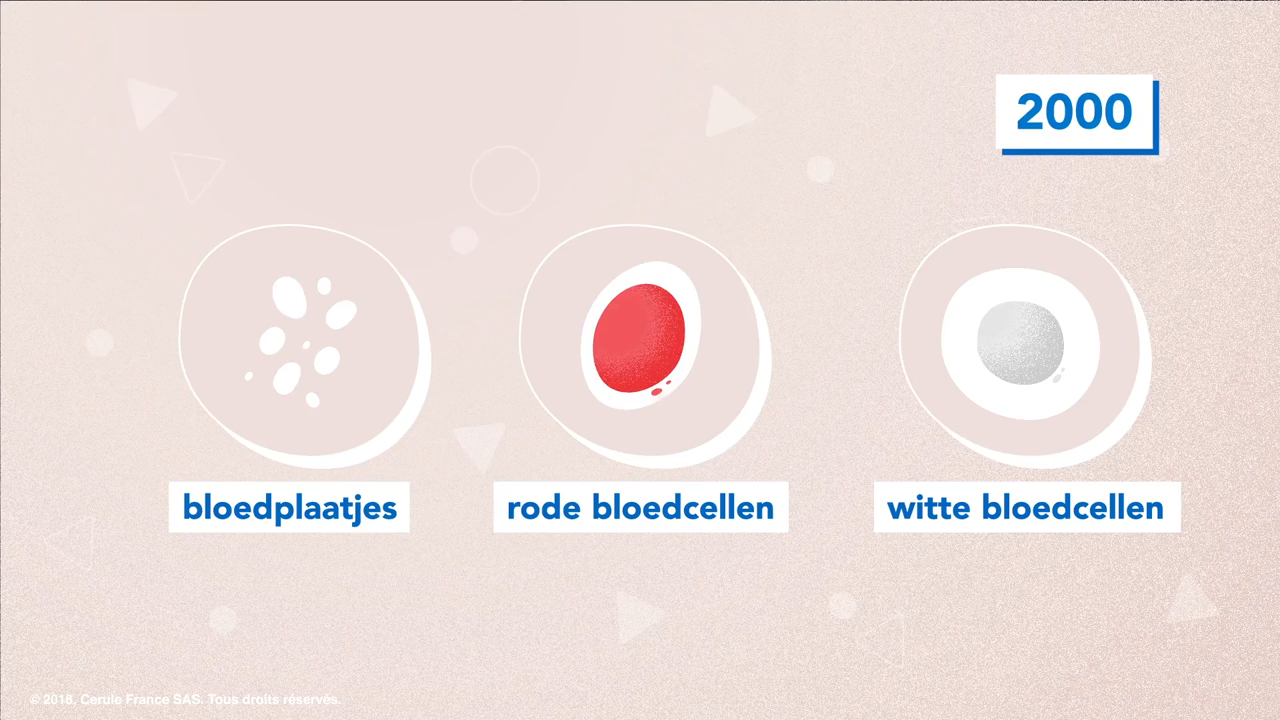 2000
bloedplaatjes
rode bloedcellen
witte bloedcellen
© 2018, Cerule France SAS. Tous droits réservés.